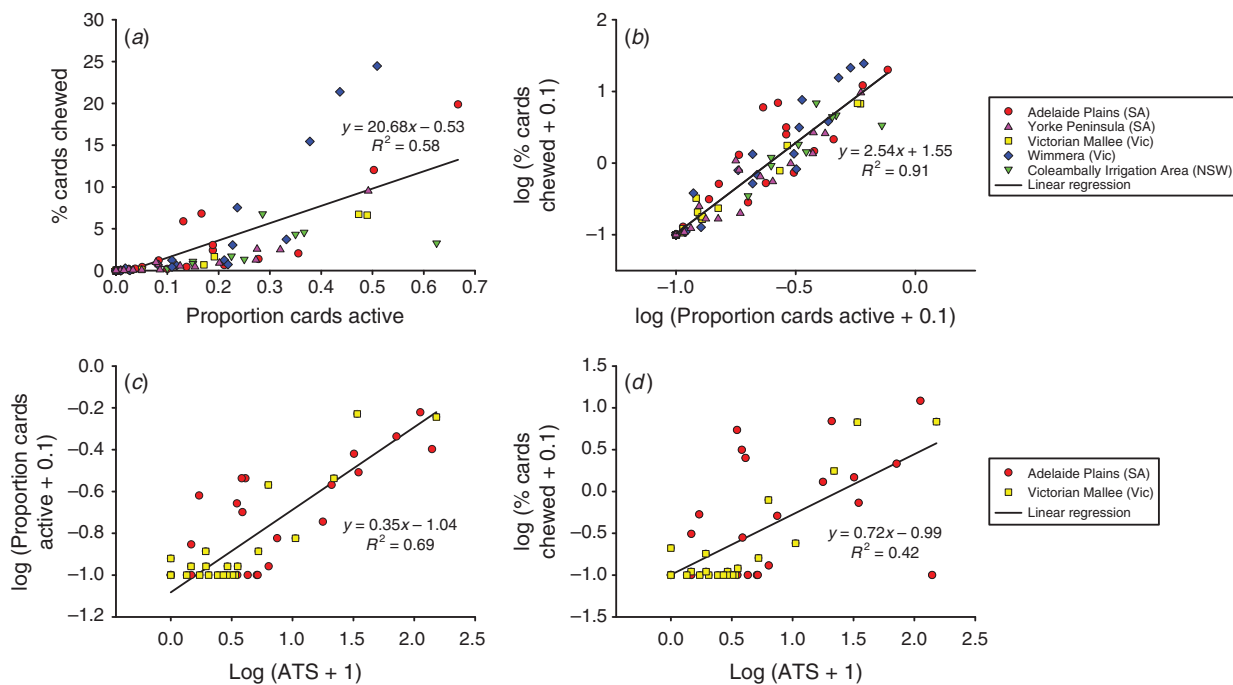 (a)
30
25
20
15
10
5
0
% cards chewed
y = 20.68x – 0.53
R² = 0.58
0.0 0.1 0.2 0.3 0.4 0.5 0.6 0.7
Proportion cards active
(b)
2
1
0
–1
–2
log (% cards
chewed + 0.1)
y = 2.54x + 1.55
R² = 0.91
–1.0 –0.5 0.0
log (Proportion cards active + 0.1)
Adelaide Plains (SA)
Yorke Peninsula (SA)
Victorian Mallee (Vic)
Wimmera (Vic)
Coleambally Irrigation Area (NSW)
Linear regression
(c)
0.0
–0.2
–0.4
–0.6
–0.8
–1.0
–1.2
log (Proportion cards
active + 0.1)
y = 0.35x – 1.04
R² = 0.69
0.0 0.5 1.0 1.5 2.0 2.5
Log (ATS + 1)
(d)
1.5
1.0
0.5
0.0
–0.5
–1.0
–1.5
log (% cards
chewed + 0.1)
y = 0.72x – 0.99
R² = 0.42
0.0 0.5 1.0 1.5 2.0 2.5
Log (ATS + 1)
Adelaide Plains (SA)
Victorian Mallee (Vic)
Linear regression